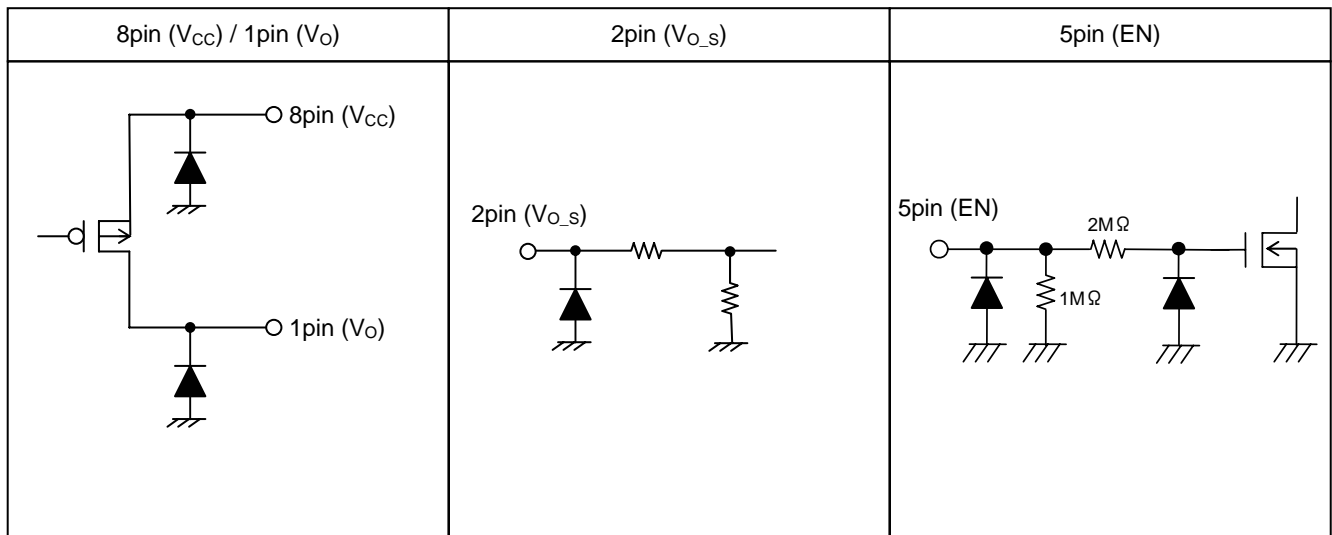 8pin (VCC) / 1pin (VO)
2pin (VO_S)
5pin (EN)
8pin (VCC)
1pin (VO)
2pin (VO_S)
5pin (EN)
2MΩ
1MΩ